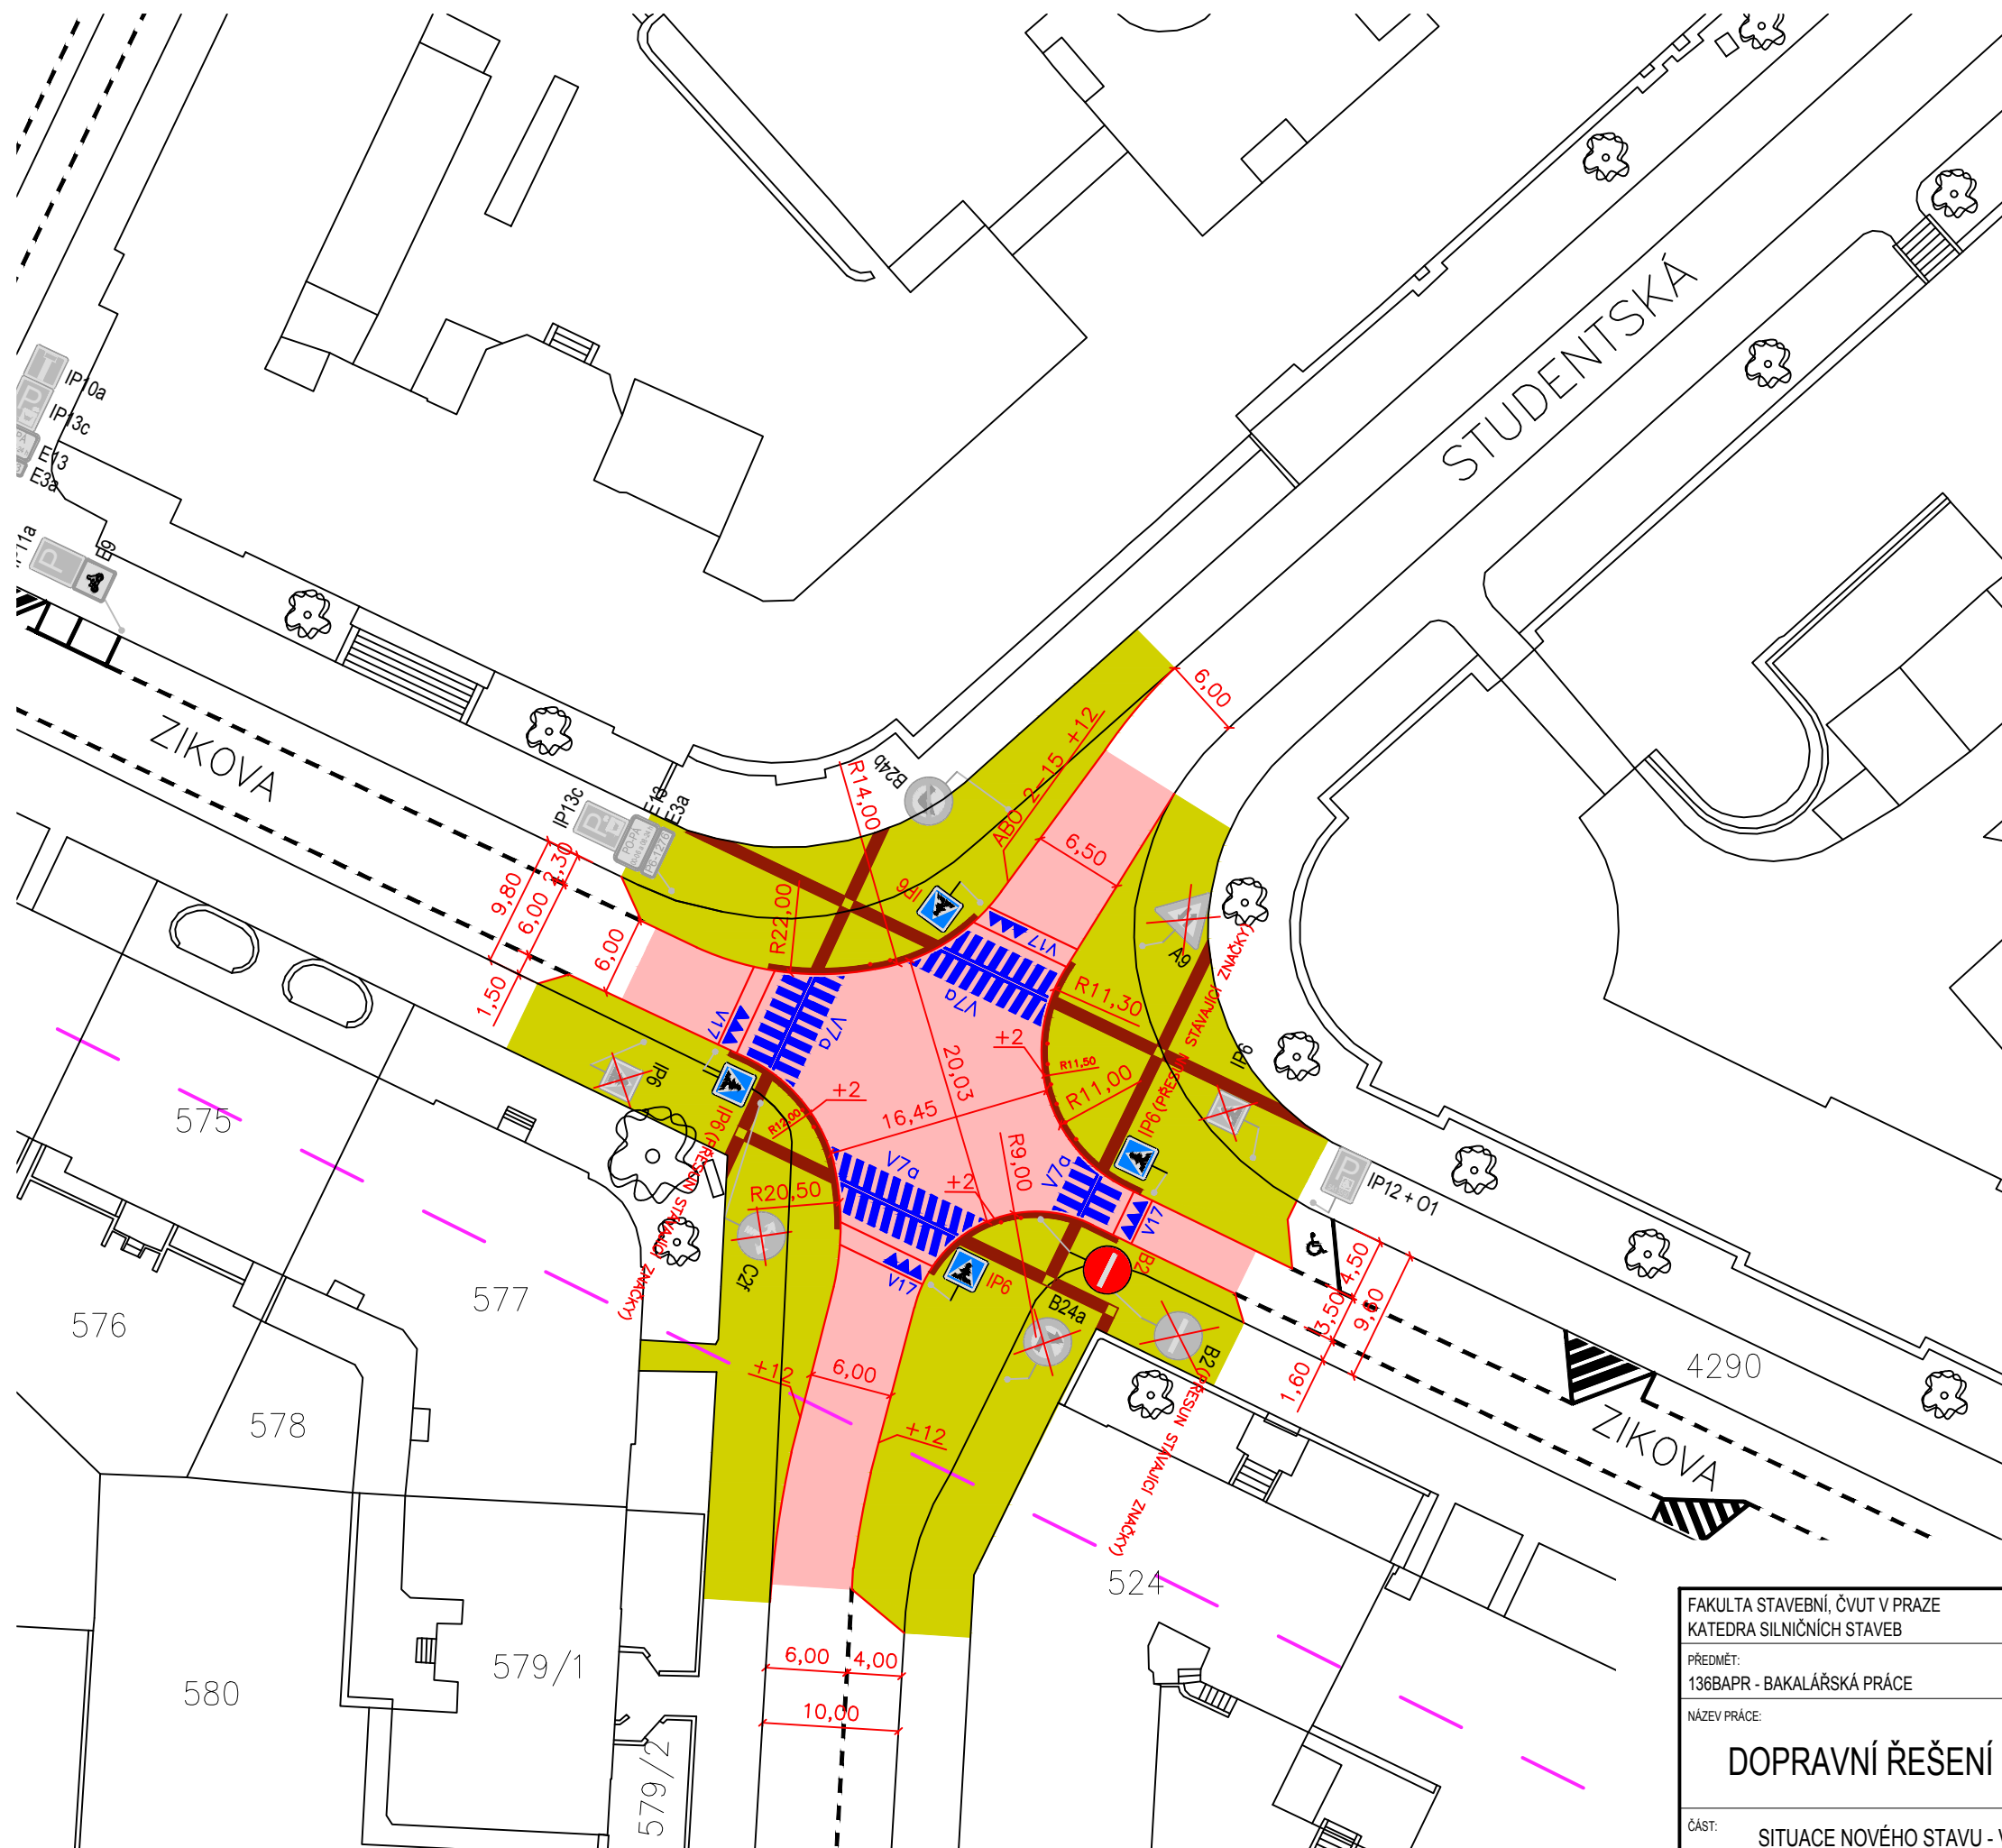 STUDENTSKÁ
IP10a
IP13c
E13
E3a
E9
P
ZIKOVA
IP13c
E13
E3a
PO-PÁ
P6-1276
B24b
R14,00
ABO 2-15 +12
6,00
6,50
9,80
2,30
6,00
6,00
1,50
R22,00
IP6
V17
V7a
V17
V7a
A9
R11,30
+2
R11,50
R11,00
20,03
16,45
+2
R12,00
IP6
IP6
IP6 (PŘESUN STÁVAJÍCÍ ZNAČKY)
IP6 (PŘESUN STÁVAJÍCÍ ZNAČKY)
R9,00
+2
V7a
V7a
R20,50
V17
V17
IP6
C2f
B2
B24a
B2 (PŘESUN STÁVAJÍCÍ ZNAČKY)
P
IP12 + O1
4,50
3,50
9,60
1,60
+12
6,00
+12
575
576
577
578
579/1
579/2
580
524
4290
ZIKOVA
6,00
4,00
10,00
FAKULTA STAVEBNÍ, ČVUT V PRAZE
KATEDRA SILNIČNÍCH STAVEB
PŘEDMĚT:
136BAPR - BAKALÁŘSKÁ PRÁCE
NÁZEV PRÁCE:
DOPRAVNÍ ŘEŠENÍ
ČÁST:
SITUACE NOVÉHO STAVU -